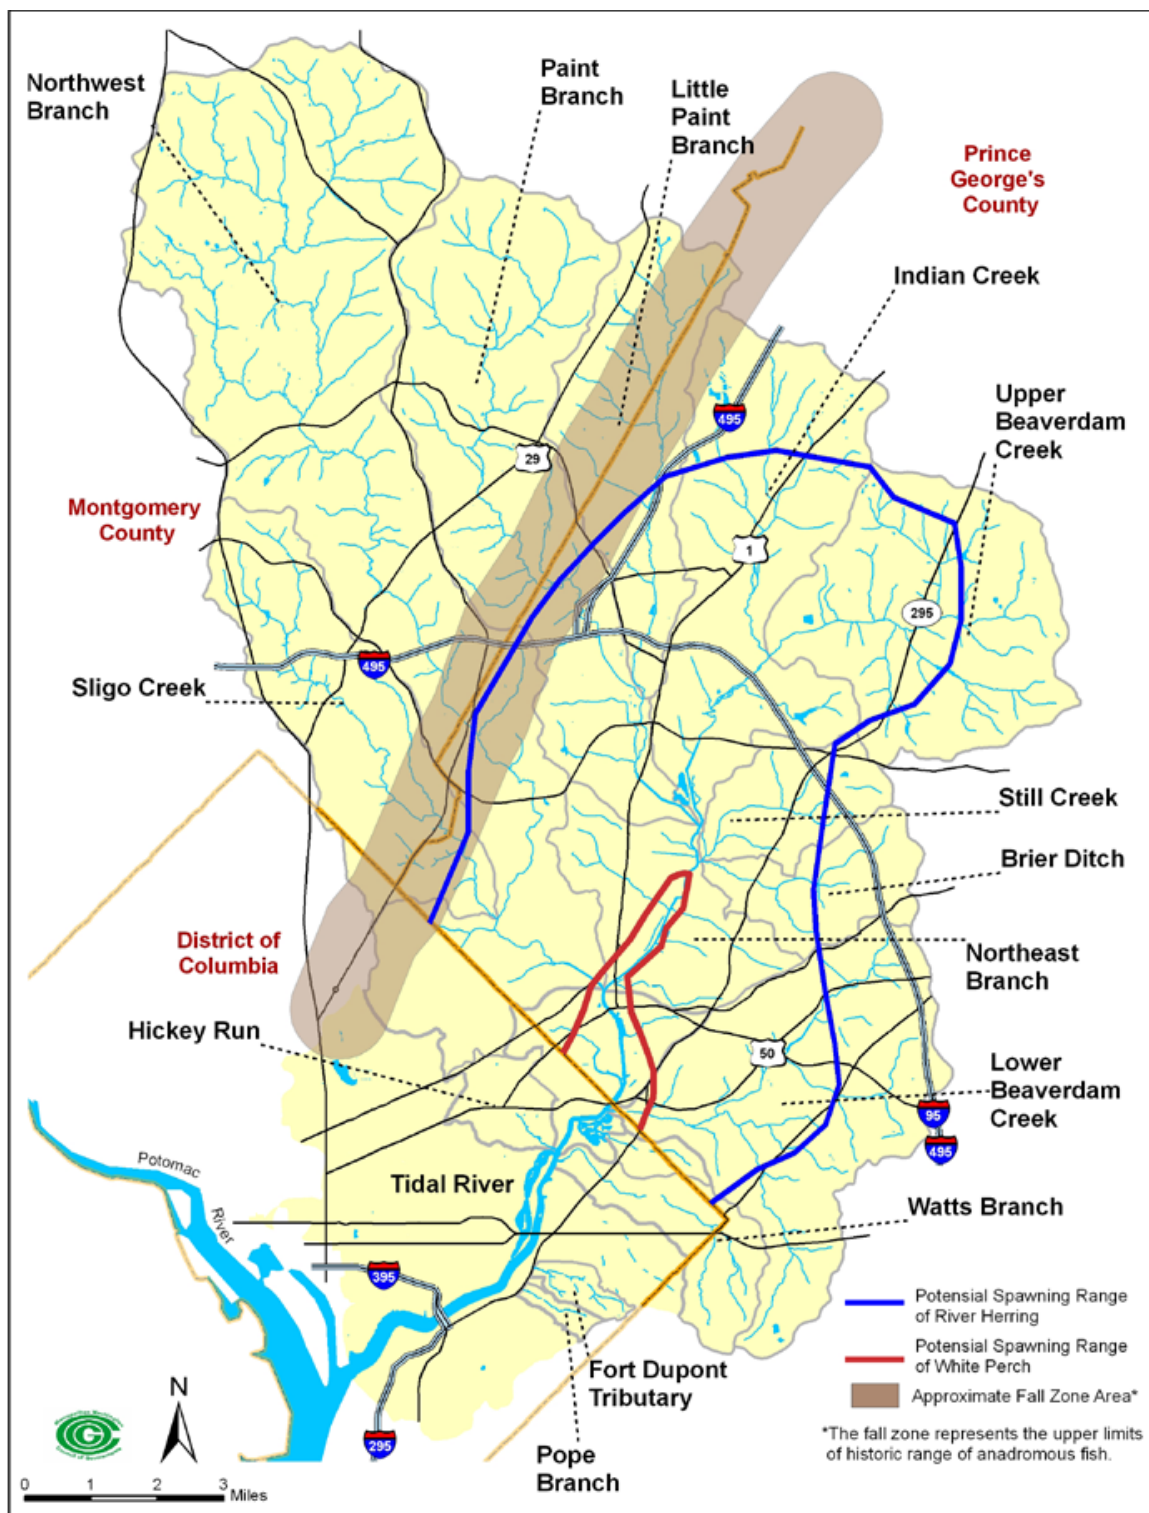 Northwest
Branch
Paint
Branch
Little
Paint
Branch
Prince
George's
County
Indian Creek
Upper
Beaverdam
Creek
495
29
Montgomery
County
1
295
495
Sligo Creek
Still Creek
Brier Ditch
District of
Columbia
Northeast
Branch
Hickey Run
50
Lower
Beaverdam
Creek
95
495
Potomac
River
Tidal River
Watts Branch
395
Potensial Spawning Range
of River Herring
Potensial Spawning Range
of White Perch
Approximate Fall Zone Area*
*The fall zone represents the upper limits
of historic range of anadromous fish.
Fort Dupont
Tributary
N
295
Pope
Branch
0 1 2 3
Miles